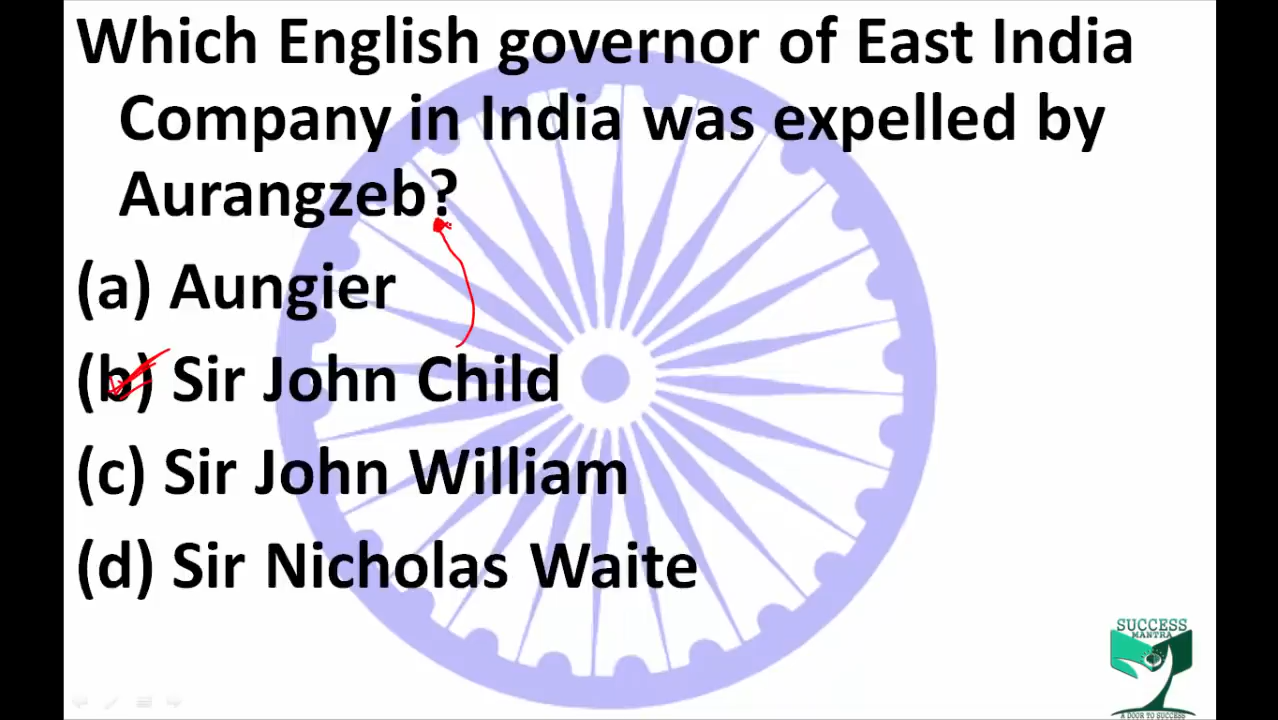 Which English governor of East India
Company in India was expelled by
Aurangzeb?
(a) Aungier
(b) Sir John Child
(c) Sir John William
(d) Sir Nicholas Waite
SUCCESS
MANTRA
A DOOR TO SUCCESS